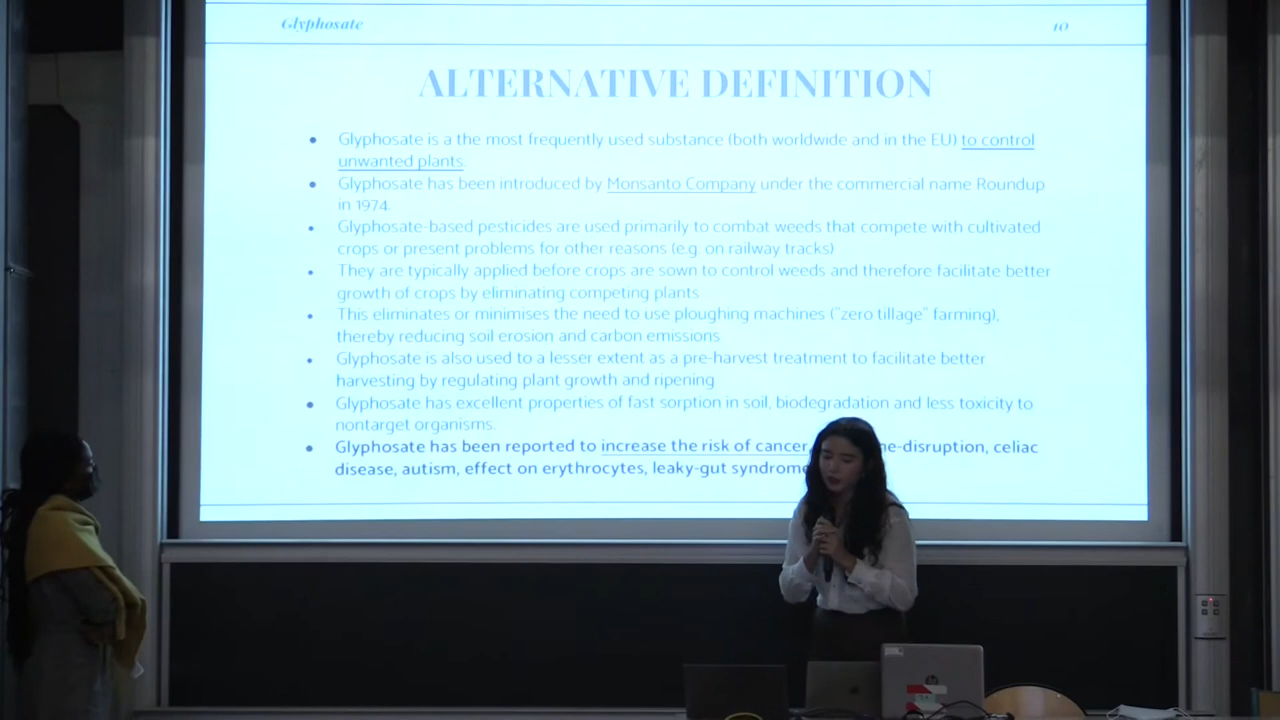 Glyphosate 10
ALTERNATIVE DEFINITION
• Glyphosate is a the most frequently used substance (both worldwide and in the EU) to control
unwanted plants.
• Glyphosate has been introduced by Monsanto Company under the commercial name Roundup
in 1974.
• Glyphosate-based pesticides are used primarily to combat weeds that compete with cultivated
crops or present problems for other reasons (e.g. on railway tracks)
• They are typically applied before crops are sown to control weeds and therefore facilitate better
growth of crops by eliminating competing plants
• This eliminates or minimises the need to use ploughing machines ("zero tillage" farming),
thereby reducing soil erosion and carbon emissions
• Glyphosate is also used to a lesser extent as a pre-harvest treatment to facilitate better
harvesting by regulating plant growth and ripening
• Glyphosate has excellent properties of fast sorption in soil, biodegradation and less toxicity to
nontarget organisms.
• Glyphosate has been reported to increase the risk of cancer, ne-disruption, celiac
disease, autism, effect on erythrocytes, leaky-gut syndrome
hp